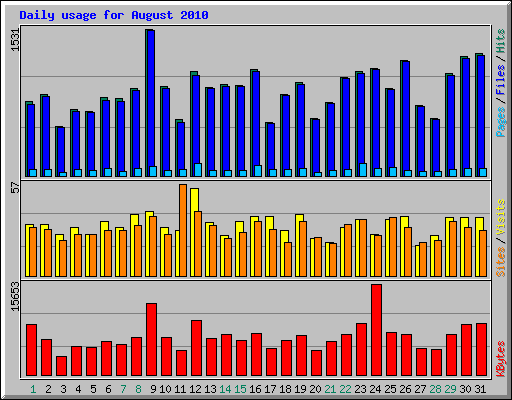 Daily usage for August 2010
1531
Pages / Files / Hits
57
Sites / Visits
15653
KBytes
1 2 3 4 5 6 7 8 9 10 11 12 13 14 15 16 17 18 19 20 21 22 23 24 25 26 27 28 29 30 31